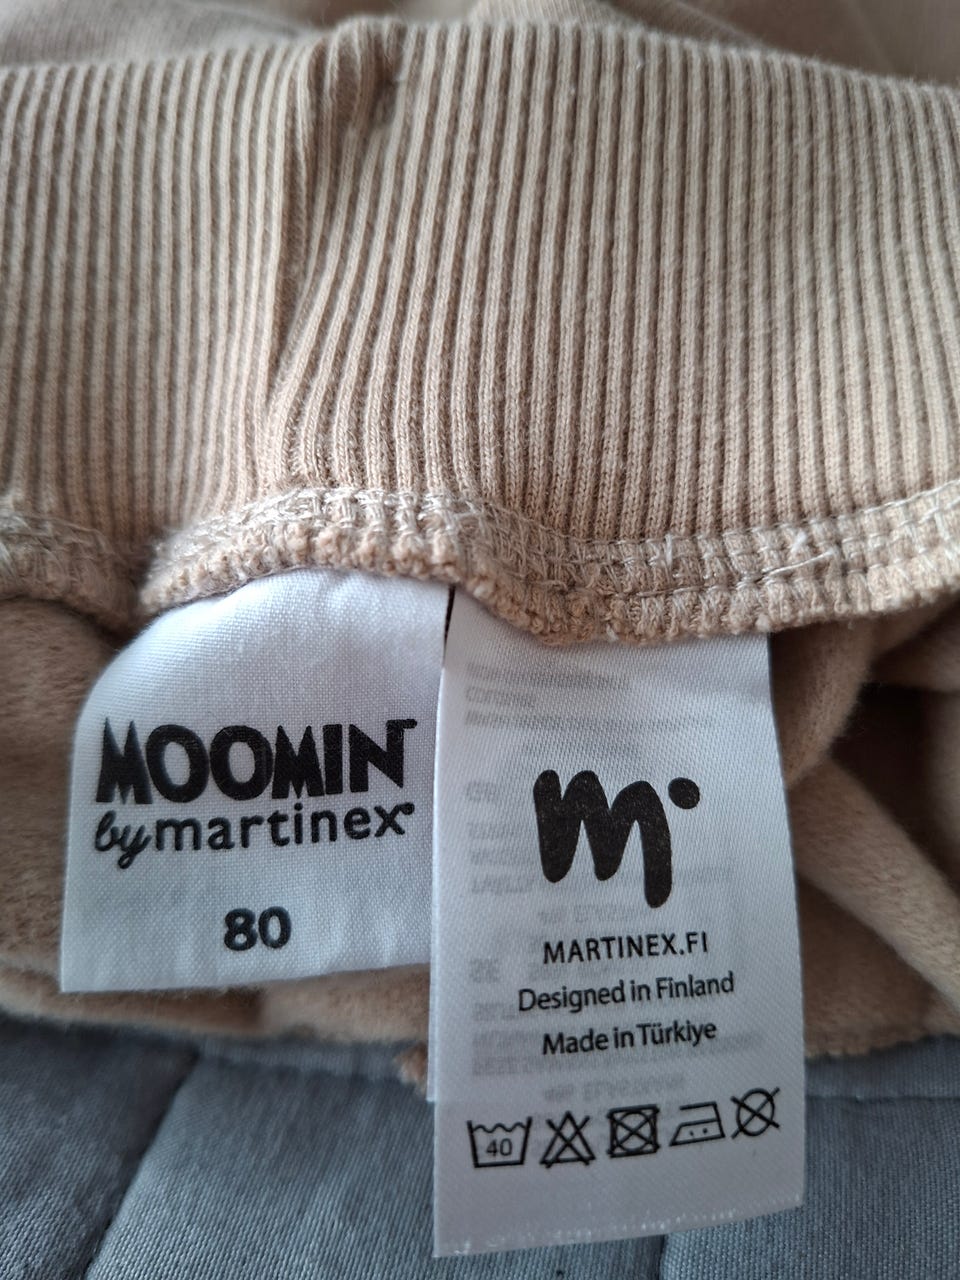 MOOMIN
by martinex
80
m
MARTINEX.FI
Designed in Finland
Made in Türkiye
40